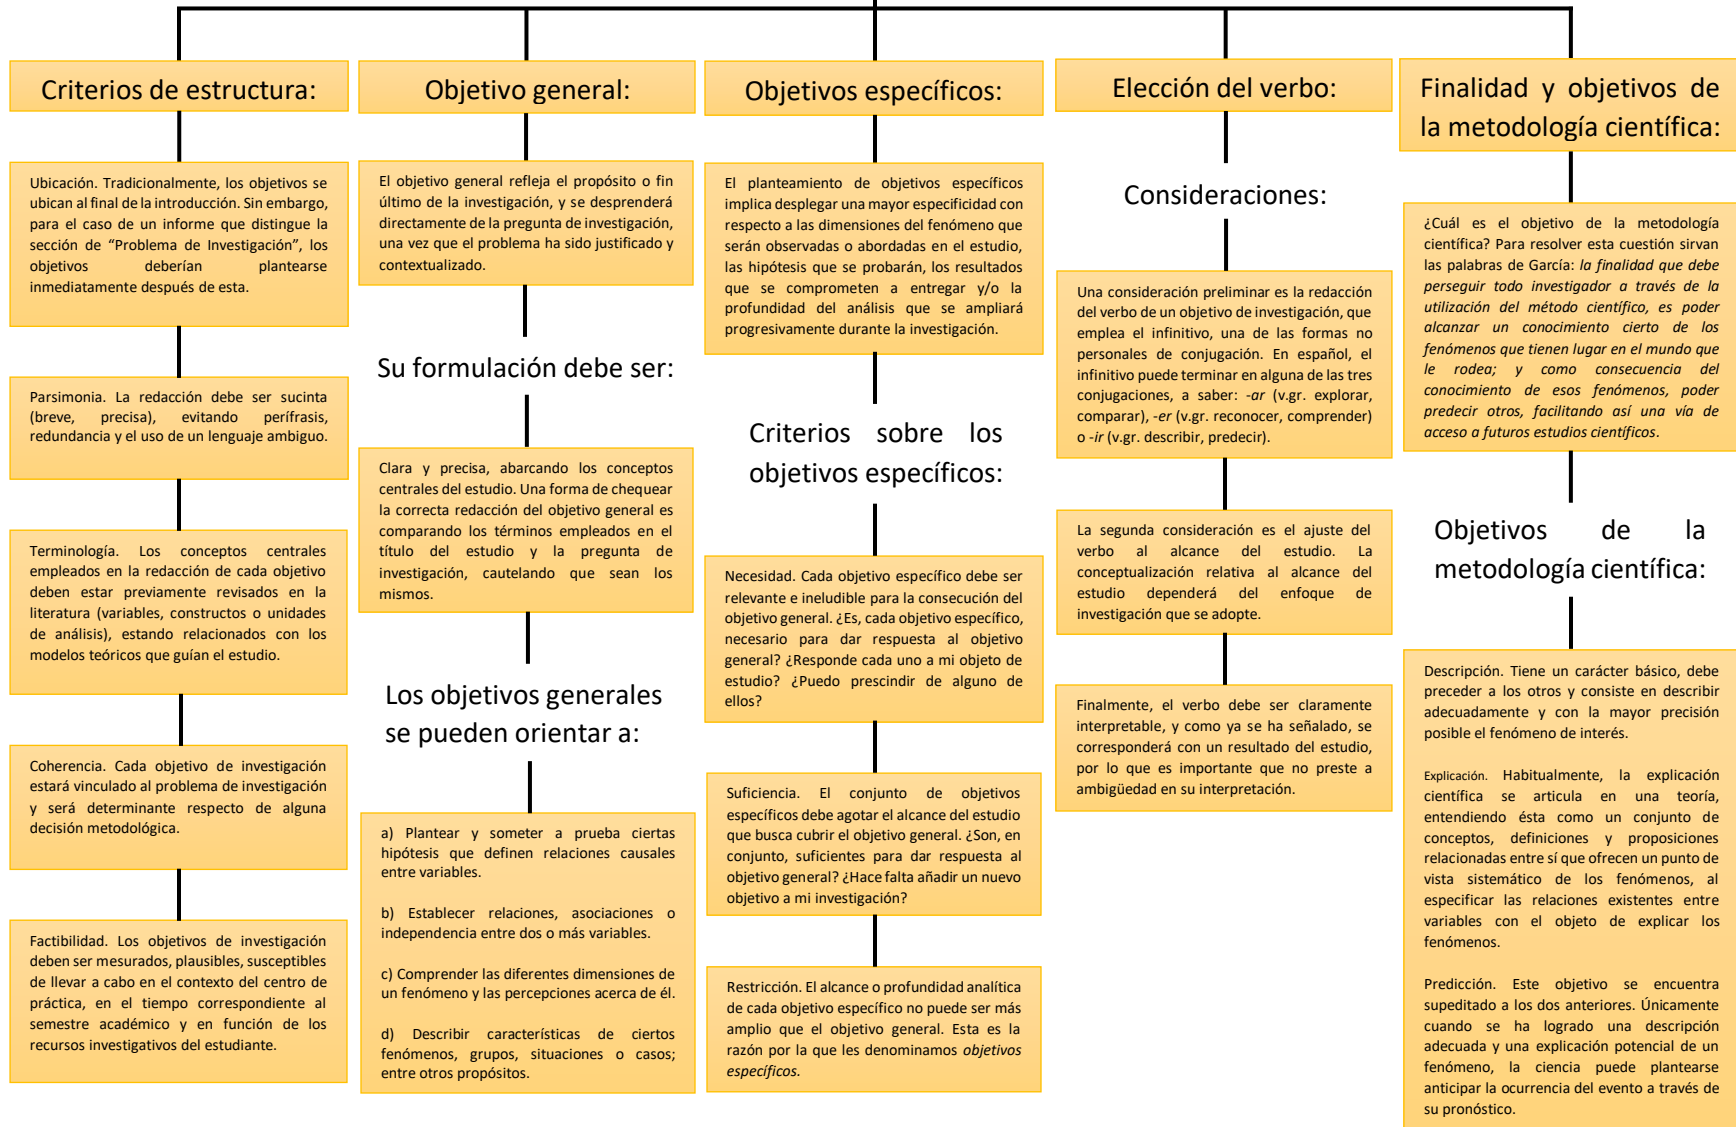 Criterios de estructura:
Ubicación. Tradicionalmente, los objetivos se
ubican al final de la introducción. Sin embargo,
para el caso de un informe que distingue la
sección de “Problema de Investigación”, los
objetivos deberían plantearse
inmediatamente después de esta.
Parsimonia. La redacción debe ser sucinta
(breve, precisa), evitando perífrasis,
redundancia y el uso de un lenguaje ambiguo.
Terminología. Los conceptos centrales
empleados en la redacción de cada objetivo
deben estar previamente revisados en la
literatura (variables, constructos o unidades
de análisis), estando relacionados con los
modelos teóricos que guían el estudio.
Coherencia. Cada objetivo de investigación
estará vinculado al problema de investigación
y será determinante respecto de alguna
decisión metodológica.
Factibilidad. Los objetivos de investigación
deben ser mesurados, plausibles, susceptibles
de llevar a cabo en el contexto del centro de
práctica, en el tiempo correspondiente al
semestre académico y en función de los
recursos investigativos del estudiante.
Objetivo general:
El objetivo general refleja el propósito o fin
último de la investigación, y se desprenderá
directamente de la pregunta de investigación,
una vez que el problema ha sido justificado y
contextualizado.
Su formulación debe ser:
Clara y precisa, abarcando los conceptos
centrales del estudio. Una forma de chequear
la correcta redacción del objetivo general es
comparando los términos empleados en el
título del estudio y la pregunta de
investigación, cautelando que sean los
mismos.
Los objetivos generales
se pueden orientar a:
a) Plantear y someter a prueba ciertas
hipótesis que definen relaciones causales
entre variables.
b) Establecer relaciones, asociaciones o
independencia entre dos o más variables.
c) Comprender las diferentes dimensiones de
un fenómeno y las percepciones acerca de él.
d) Describir características de ciertos
fenómenos, grupos, situaciones o casos;
entre otros propósitos.
Objetivos específicos:
El planteamiento de objetivos específicos
implica desplegar una mayor especificidad con
respecto a las dimensiones del fenómeno que
serán observadas o abordadas en el estudio,
las hipótesis que se probarán, los resultados
que se comprometen a entregar y/o la
profundidad del análisis que se ampliará
progresivamente durante la investigación.
Criterios sobre los
objetivos específicos:
Necesidad. Cada objetivo específico debe ser
relevante e ineludible para la consecución del
objetivo general. ¿Es, cada objetivo específico,
necesario para dar respuesta al objetivo
general? ¿Responde cada uno a mi objeto de
estudio? ¿Puedo prescindir de alguno de
ellos?
Suficiencia. El conjunto de objetivos
específicos debe agotar el alcance del estudio
que busca cubrir el objetivo general. ¿Son, en
conjunto, suficientes para dar respuesta al
objetivo general? ¿Hace falta añadir un nuevo
objetivo a mi investigación?
Restricción. El alcance o profundidad analítica
de cada objetivo específico no puede ser más
amplio que el objetivo general. Esta es la
razón por la que les denominamos objetivos
específicos.
Elección del verbo:
Consideraciones:
Una consideración preliminar es la redacción
del verbo de un objetivo de investigación, que
emplea el infinitivo, una de las formas no
personales de conjugación. En español, el
infinitivo puede terminar en alguna de las tres
conjugaciones, a saber: -ar (v.gr. explorar,
comparar), -er (v.gr. reconocer, comprender)
o -ir (v.gr. describir, predecir).
La segunda consideración es el ajuste del
verbo al alcance del estudio. La
conceptualización relativa al alcance del
estudio dependerá del enfoque de
investigación que se adopte.
Finalmente, el verbo debe ser claramente
interpretable, y como ya se ha señalado, se
corresponderá con un resultado del estudio,
por lo que es importante que no preste a
ambigüedad en su interpretación.
Finalidad y objetivos de
la metodología científica:
¿Cuál es el objetivo de la metodología
científica? Para resolver esta cuestión sirvan
las palabras de García: la finalidad que debe
perseguir todo investigador a través de la
utilización del método científico, es poder
alcanzar un conocimiento cierto de los
fenómenos que tienen lugar en el mundo que
le rodea; y como consecuencia del
conocimiento de esos fenómenos, poder
predecir otros, facilitando así una vía de
acceso a futuros estudios científicos.
Objetivos de la
metodología científica:
Descripción. Tiene un carácter básico, debe
preceder a los otros y consiste en describir
adecuadamente y con la mayor precisión
posible el fenómeno de interés.
Explicación. Habitualmente, la explicación
científica se articula en una teoría,
entendiendo ésta como un conjunto de
conceptos, definiciones y proposiciones
relacionadas entre sí que ofrecen un punto de
vista sistemático de los fenómenos, al
especificar las relaciones existentes entre
variables con el objeto de explicar los
fenómenos.
Predicción. Este objetivo se encuentra
supeditado a los dos anteriores. Únicamente
cuando se ha logrado una descripción
adecuada y una explicación potencial de un
fenómeno, la ciencia puede plantearse
anticipar la ocurrencia del evento a través de
su pronóstico.